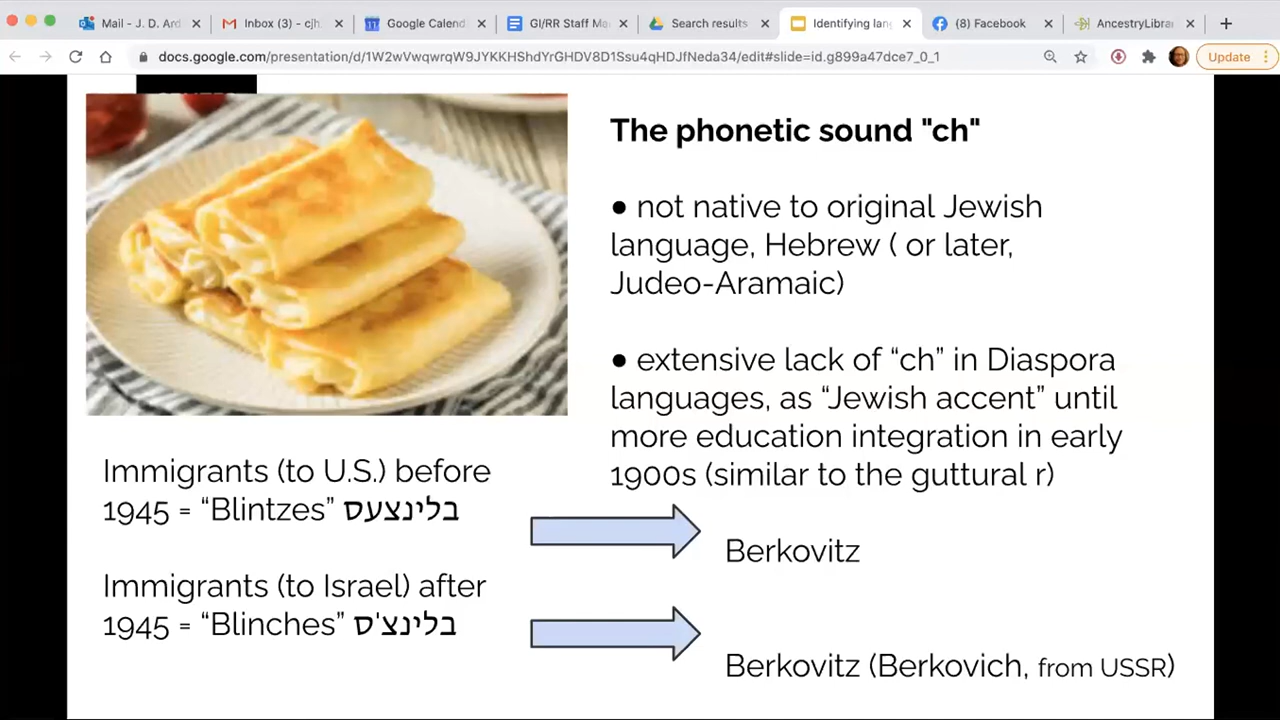 Mail - J. D. Ard
Inbox (3) - cjh
Google Calend
GI/RR Staff Me
Search results
Identifying lan
(8) Facebook
AncestryLibra
docs.google.com/presentation/d/1W2wVwqwrqW9JYKKHShdYrGHDV8D1Ssu4qHDJfNeda34/edit#slide=id.g899a47dce7_0_1
Update
The phonetic sound "ch"
● not native to original Jewish
language, Hebrew ( or later,
Judeo-Aramaic)
● extensive lack of “ch” in Diaspora
languages, as “Jewish accent” until
more education integration in early
1900s (similar to the guttural r)
Immigrants (to U.S.) before
1945 = “Blintzes” בלינצעס
Berkovitz
Immigrants (to Israel) after
1945 = “Blinches” בלינצ'ס
Berkovitz (Berkovich, from USSR)